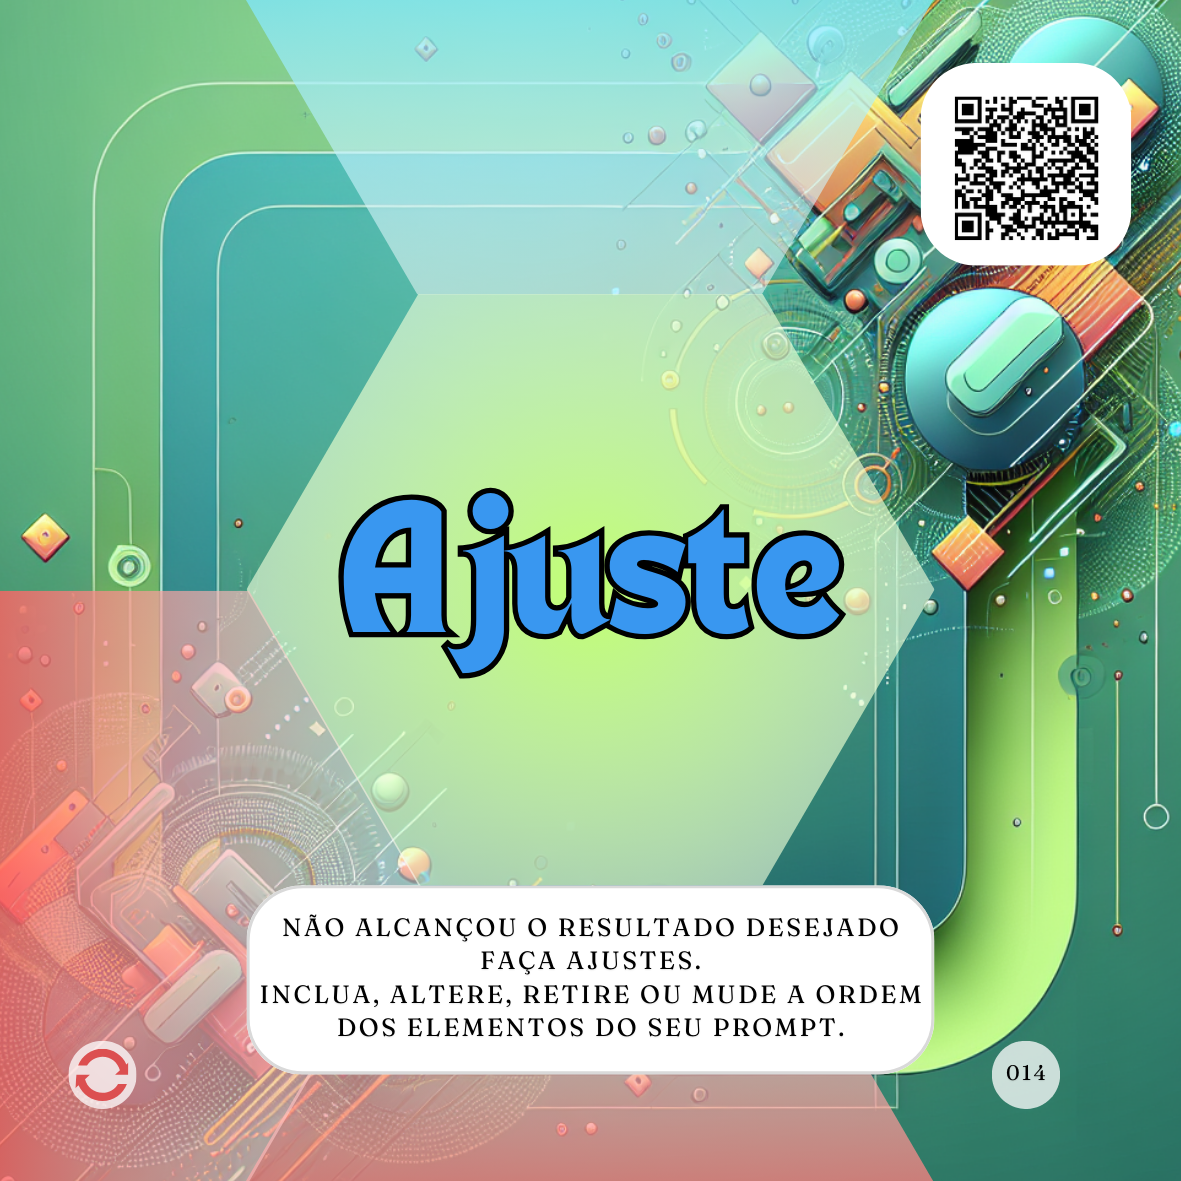 Ajuste
NÃO ALCANÇOU O RESULTADO DESEJADO
FAÇA AJUSTES.
INCLUA, ALTERE, RETIRE OU MUDE A ORDEM
DOS ELEMENTOS DO SEU PROMPT.
014